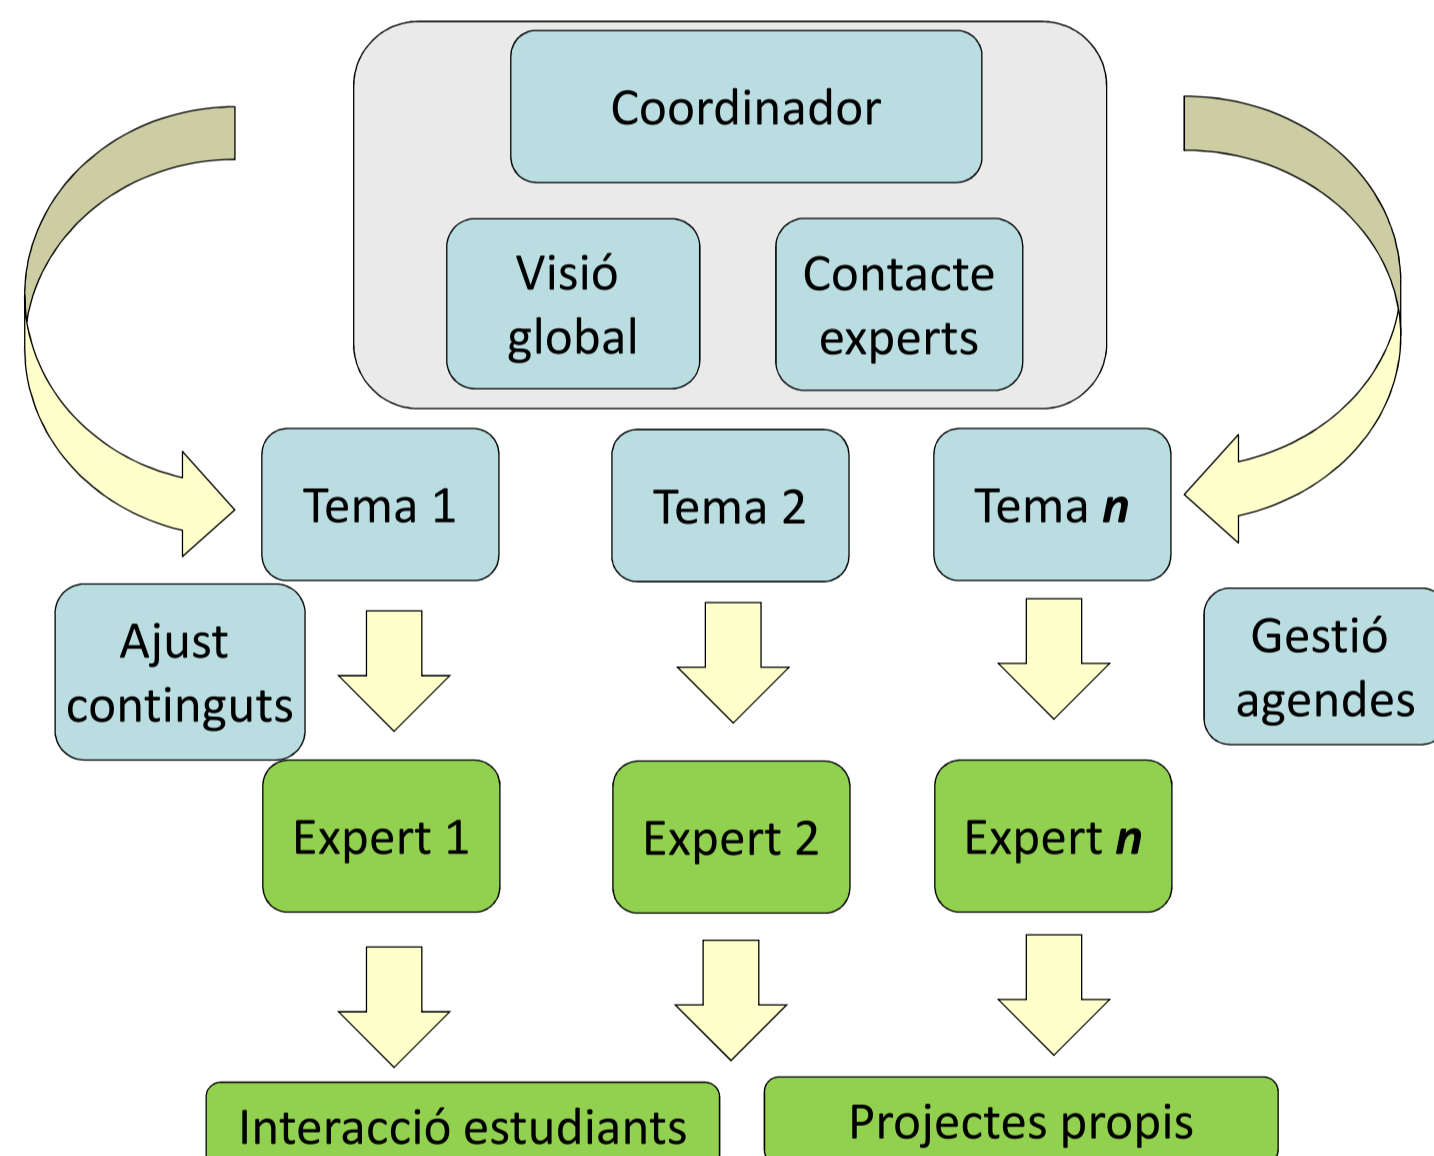 Coordinador
Visió
global
Contacte
experts
Tema 1
Tema 2
Tema n
Ajust
continguts
Gestió
agendes
Expert 1
Expert 2
Expert n
Interacció estudiants
Projectes propis